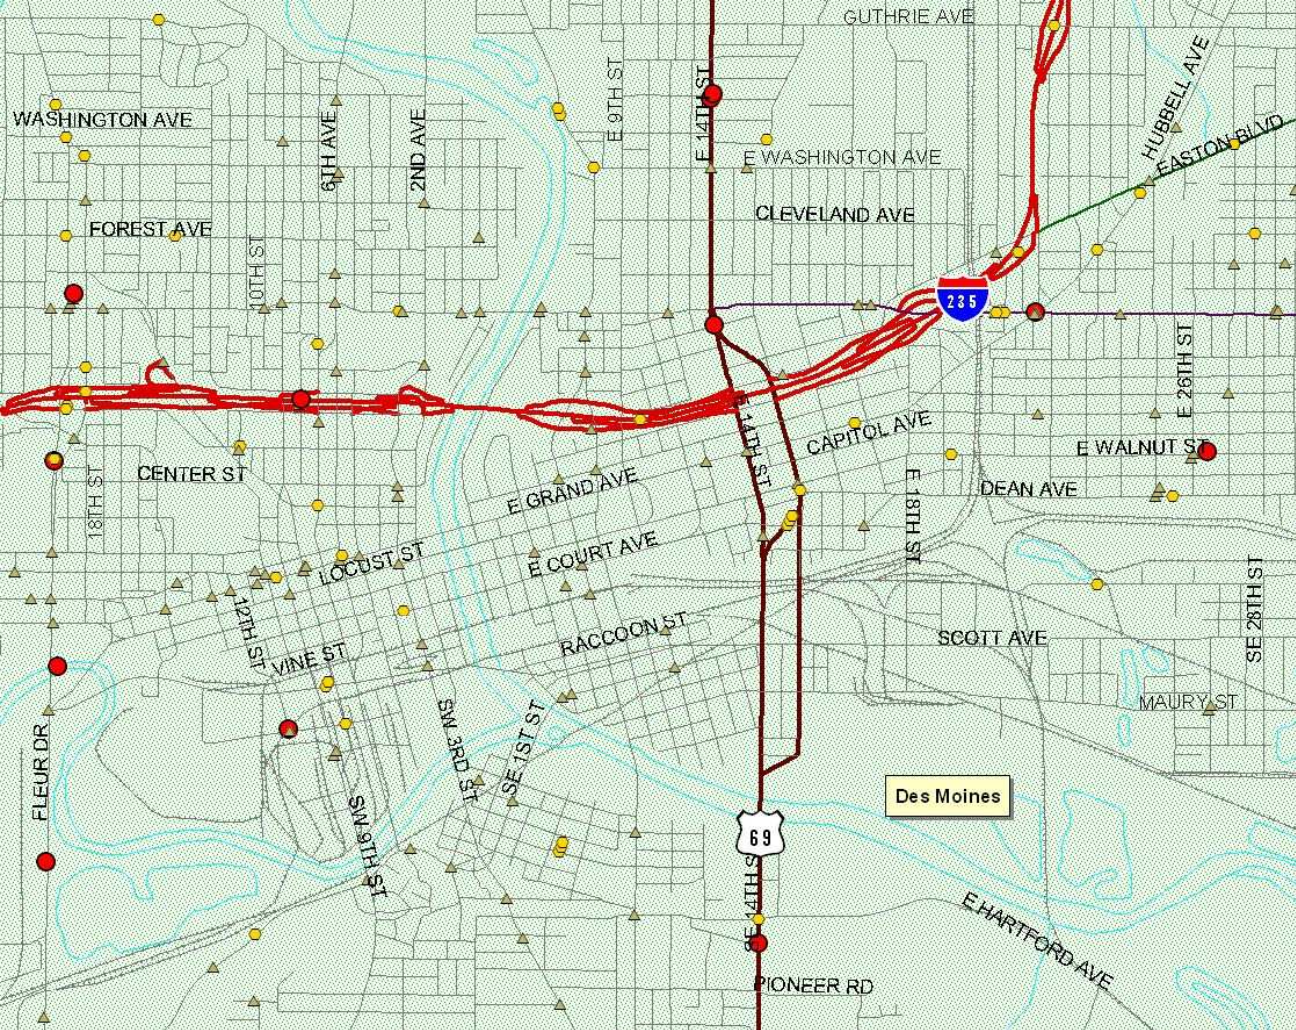 GUTHRIE AVE
HUBBELL AVE
E 9TH ST
E 14TH ST
WASHINGTON AVE
6TH AVE
2ND AVE
EASTON BLVD
E WASHINGTON AVE
CLEVELAND AVE
FOREST AVE
10TH ST
235
E 26TH ST
E 14TH ST
CAPITOL AVE
E WALNUT ST
CENTER ST
18TH ST
E GRAND AVE
E 18TH ST
DEAN AVE
LOCUST ST
E COURT AVE
12TH ST
RACCOON ST
SCOTT AVE
SE 28TH ST
VINE ST
MAURY ST
SW 3RD ST
SE 1ST ST
FLEUR DR
Des Moines
SW 9TH ST
69
SE 14TH ST
E HARTFORD AVE
PIONEER RD